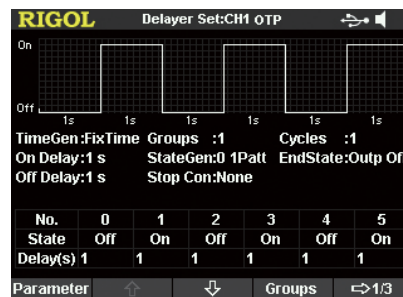 RIGOL Delayer Set:CH1 OTP
On
Off
1s 1s 1s 1s 1s 1s
TimeGen:FixTime Groups :1 Cycles :1
On Delay:1 s StateGen:0 1Patt EndState:Outp Of
Off Delay:1 s Stop Con:None
No. 0 1 2 3 4 5
State Off On Off On Off On
Delay(s) 1 1 1 1 1 1
Parameter Groups 1/3